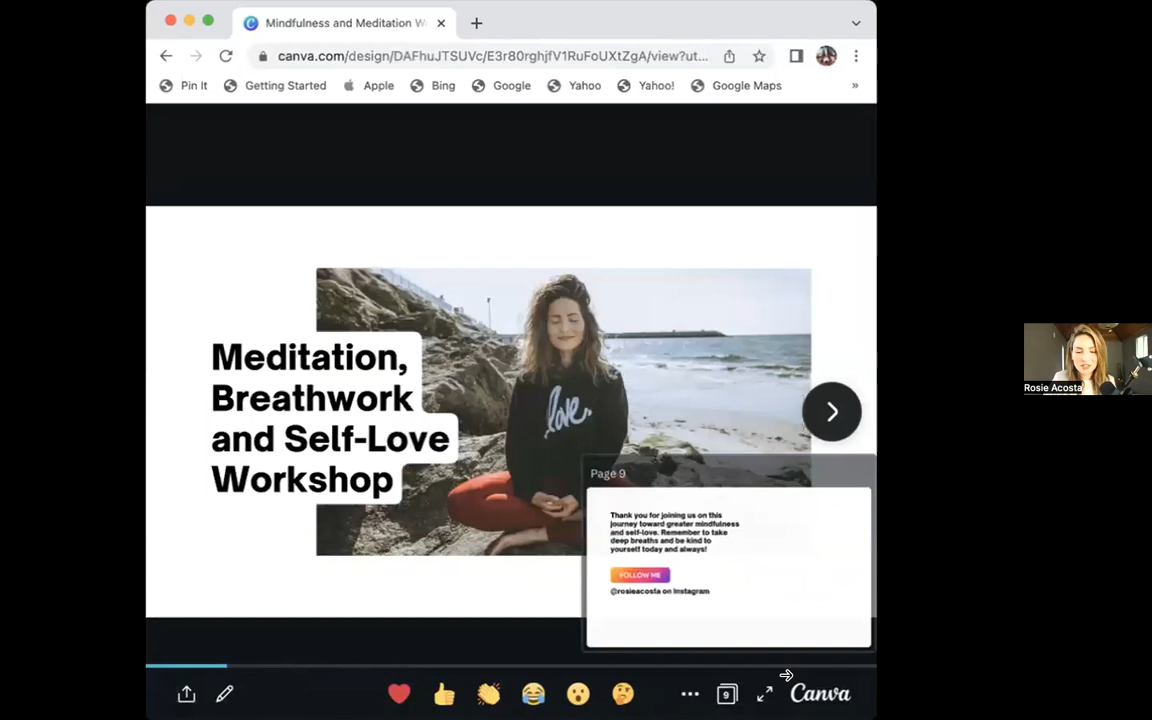 Mindfulness and Meditation W
canva.com/design/DAFhuJTSUVc/E3r80rghjfV1RuFoUXtZgA/view?ut...
Pin It
Getting Started
Apple
Bing
Google
Yahoo
Yahoo!
Google Maps
»
Meditation,
Breathwork
and Self-Love
Workshop
love.
Page 9
Thank you for joining us on this
journey toward greater mindfulness
and self-love. Remember to take
deep breaths and be kind to
yourself today and always!
FOLLOW ME
@rosieacosta on Instagram
9
Canva
Rosie Acosta